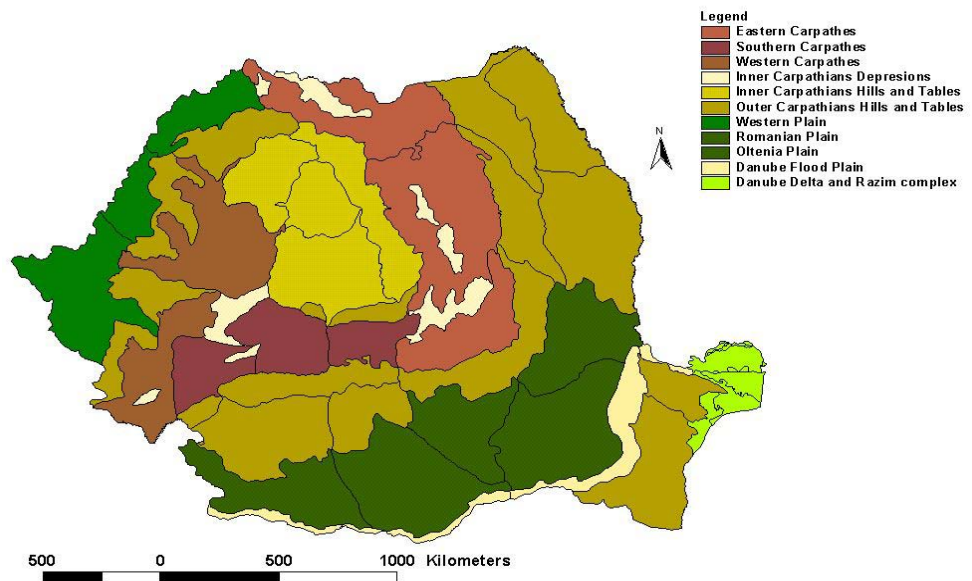 Legend
Eastern Carpathes
Southern Carpathes
Western Carpathes
Inner Carpathians Depresions
Inner Carpathians Hills and Tables
Outer Carpathians Hills and Tables
Western Plain
Romanian Plain
Oltenia Plain
Danube Flood Plain
Danube Delta and Razim complex
N
500 0 500 1000 Kilometers